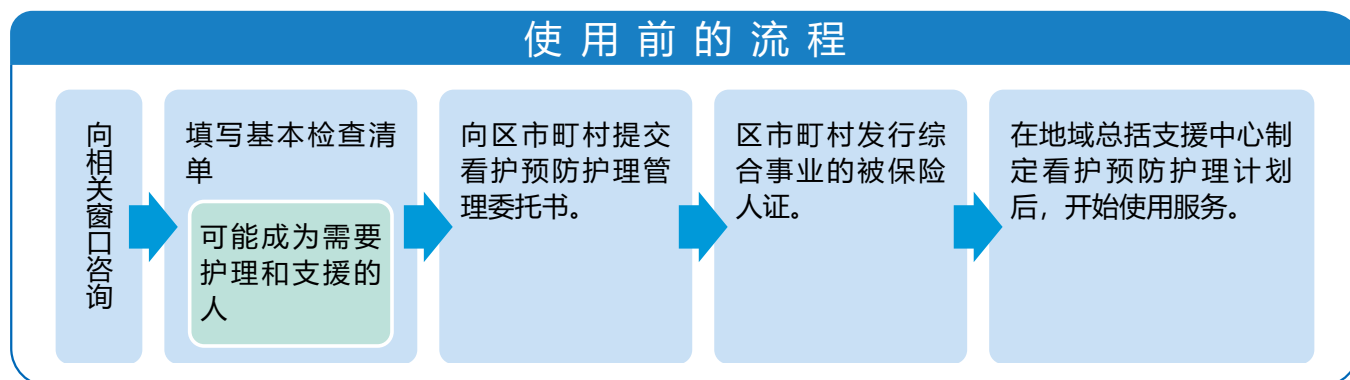 使用前的流程
向相关窗口咨询
填写基本检查清
单
可能成为需要
护理和支援的
人
向区市町村提交
看护预防护理管
理委托书。
区市町村发行综
合事业的被保险
人证。
在地域总括支援中心制
定看护预防护理计划
后，开始使用服务。